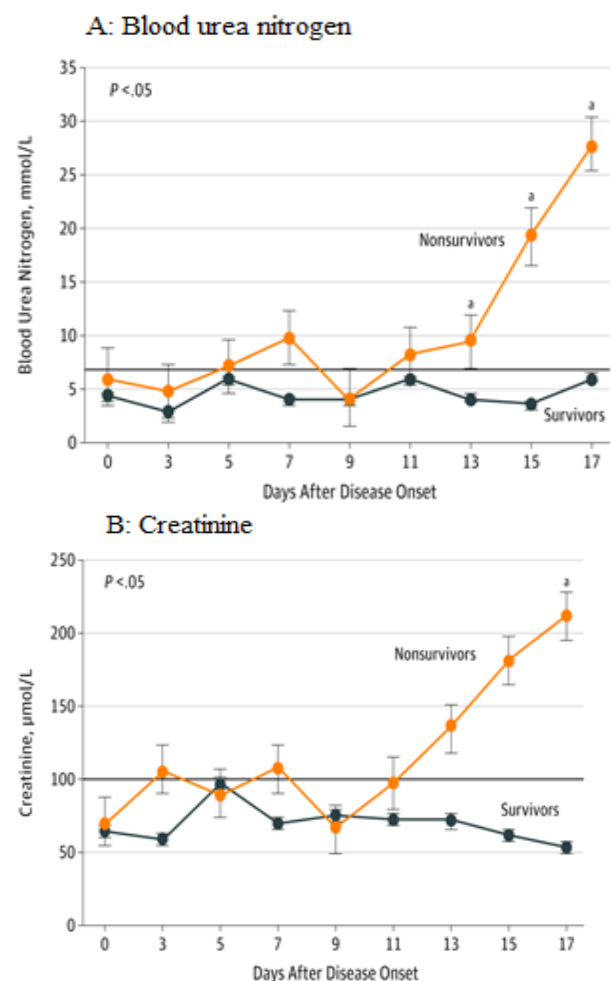 A: Blood urea nitrogen
35
P <.05
a
30
25
a
Nonsurvivors
20
15
a
10
5
Survivors
0
Blood Urea Nitrogen, mmol/L
0 3 5 7 9 11 13 15 17
Days After Disease Onset
B: Creatinine
250
P <.05
a
200
Nonsurvivors
150
100
Survivors
50
0
Creatinine, µmol/L
0 3 5 7 9 11 13 15 17
Days After Disease Onset